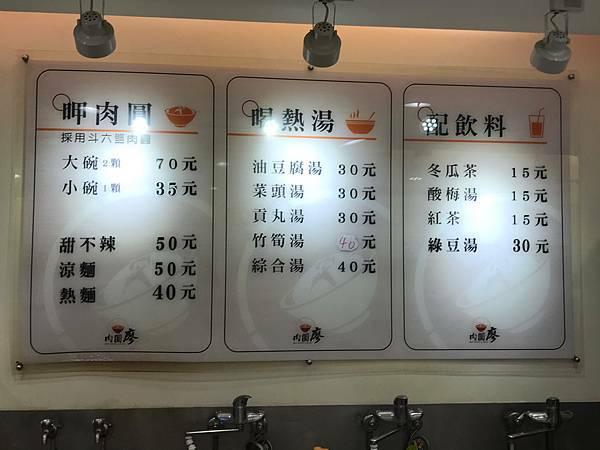 呷肉圓
採用斗六魯肉圓
大碗2顆 70元
小碗1顆 35元
甜不辣 50元
涼麵 50元
熱麵 40元
肉圓廖
喝熱湯
油豆腐湯 30元
菜頭湯 30元
貢丸湯 30元
竹筍湯 40元
綜合湯 40元
肉圓廖
配飲料
冬瓜茶 15元
酸梅湯 15元
紅茶 15元
綠豆湯 30元
肉圓廖